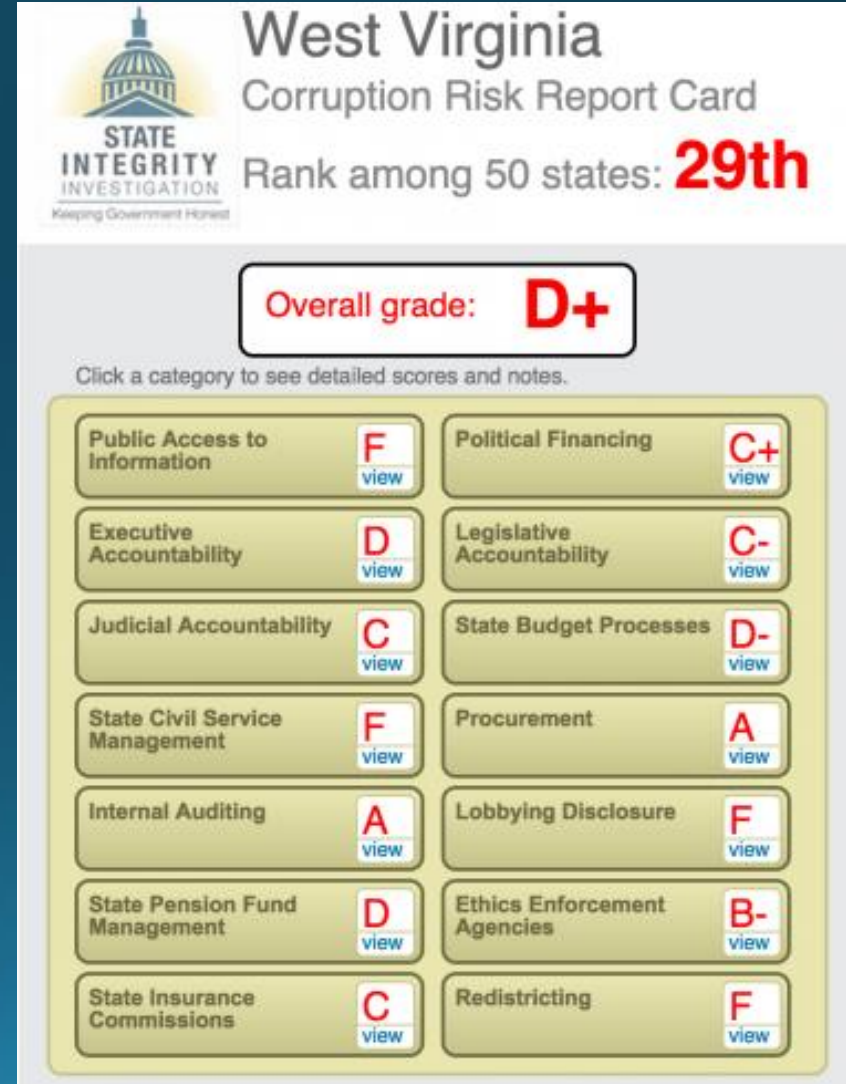 West Virginia
Corruption Risk Report Card
Rank among 50 states: 29th
STATE
INTEGRITY
INVESTIGATION
Keeping Government Honest
Overall grade: D+
Click a category to see detailed scores and notes.
Public Access to
Information
F
view
Political Financing
C+
view
Executive
Accountability
D
view
Legislative
Accountability
C-
view
Judicial Accountability
C
view
State Budget Processes
D-
view
State Civil Service
Management
F
view
Procurement
A
view
Internal Auditing
A
view
Lobbying Disclosure
F
view
State Pension Fund
Management
D
view
Ethics Enforcement
Agencies
B-
view
State Insurance
Commissions
C
view
Redistricting
F
view